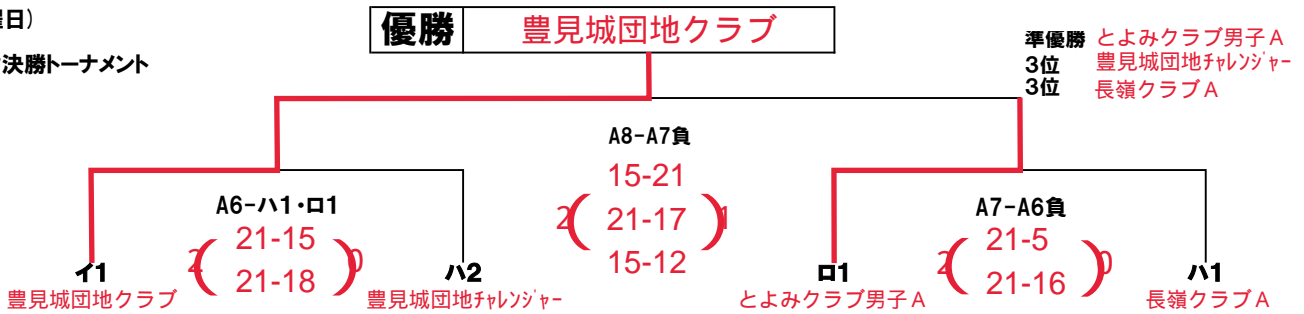 曜日)
優勝 豊見城団地クラブ
決勝トーナメント
準優勝 とよみクラブ男子A
3位 豊見城団地チャレンジャー
3位 長嶺クラブA
A8-A7負
15-21
2( 21-17 )1
15-12
A6-ハ1・ロ1
2( 21-15 )0
21-18
A7-A6負
2( 21-5 )0
21-16
イ1
豊見城団地クラブ
ハ2
豊見城団地チャレンジャー
ロ1
とよみクラブ男子A
ハ1
長嶺クラブA